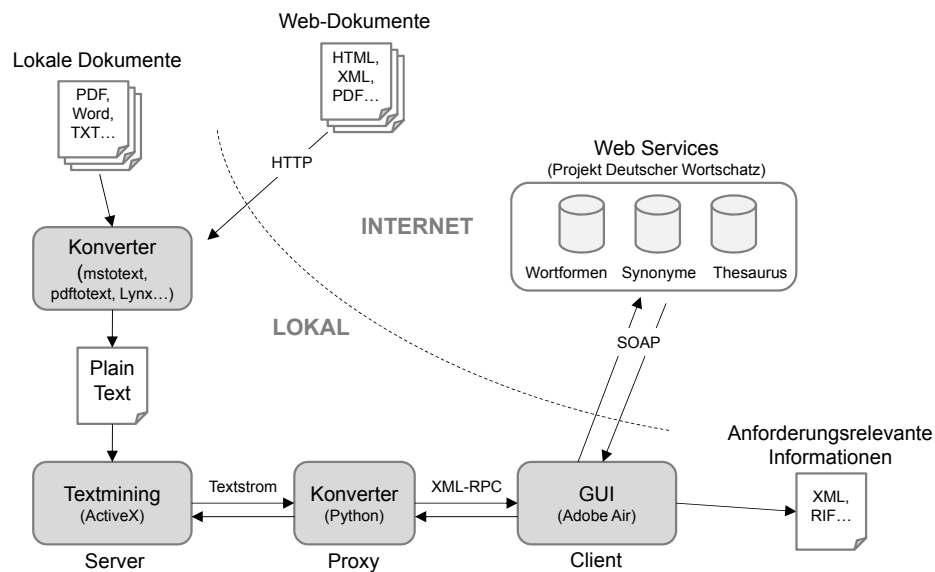 Web-Dokumente
HTML,
XML,
PDF…
Lokale Dokumente
PDF,
Word,
TXT…
HTTP
Web Services
(Projekt Deutscher Wortschatz)
Wortformen Synonyme Thesaurus
INTERNET
LOKAL
Konverter
(mstotext,
pdftotext, Lynx…)
SOAP
Plain
Text
Anforderungsrelevante
Informationen
XML,
RIF…
Textmining
(ActiveX)
Server
Textstrom
Konverter
(Python)
Proxy
XML-RPC
GUI
(Adobe Air)
Client